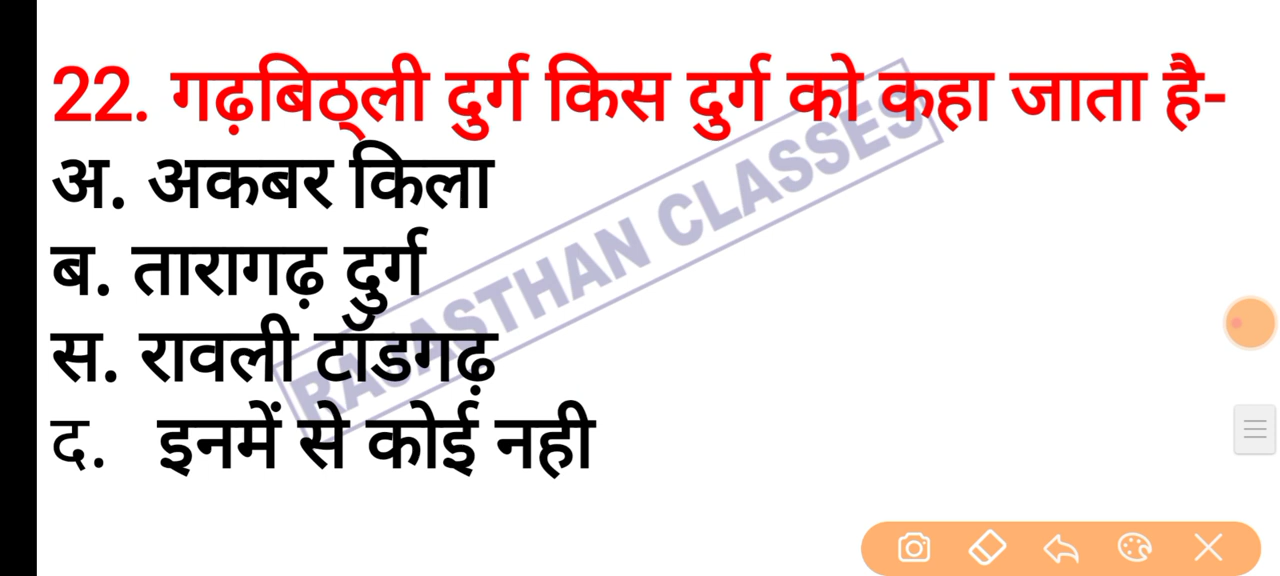 22. गढ़बिठ्ली दुर्ग किस दुर्ग को कहा जाता है-
अ. अकबर किला
ब. तारागढ़ दुर्ग
स. रावली टॉडगढ़
द. इनमें से कोई नही
RAJASTHAN CLASSES